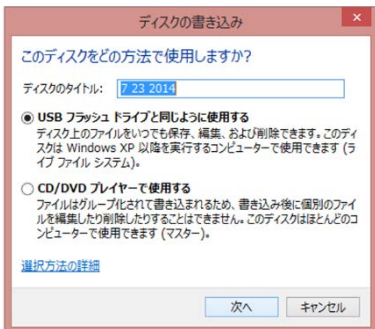 ディスクの書き込み
このディスクをどの方法で使用しますか?
ディスクのタイトル: 7 23 2014
USB フラッシュ ドライブと同じように使用する
ディスク上のファイルをいつでも保存、編集、および削除できます。このディ
スクは Windows XP 以降を実行するコンピューターで使用できます (ラ
イブ ファイル システム)。
CD/DVD プレイヤーで使用する
ファイルはグループ化されて書き込まれるため、書き込み後に個別のファイ
ルを編集したり削除したりすることはできません。このディスクはほとんどのコ
ンピューターで使用できます (マスター)。
選択方法の詳細
次へ キャンセル